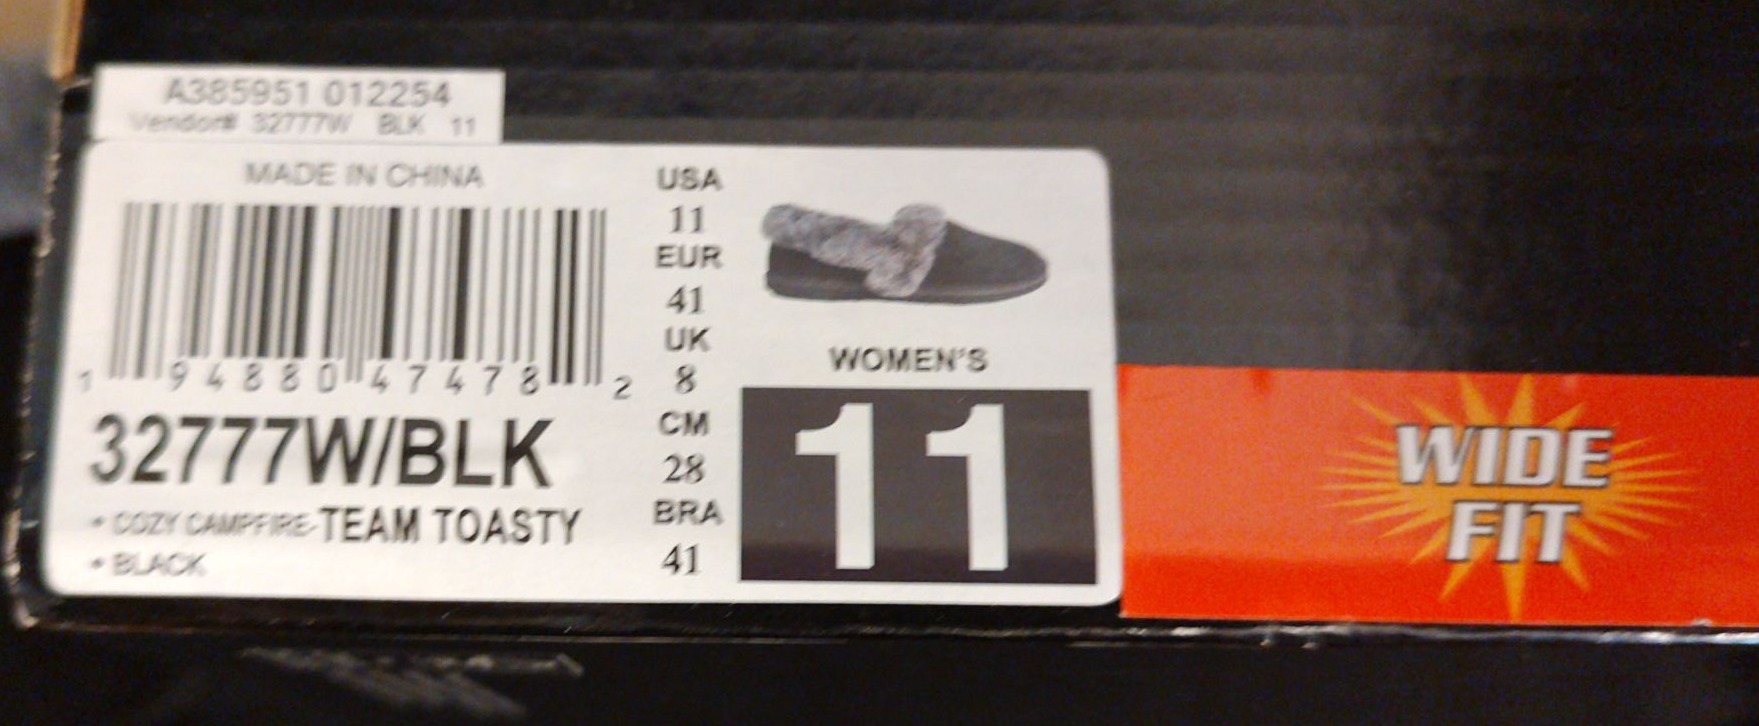 A385951 012254
Vendor# 32777W BLK 11
MADE IN CHINA
1 94880 47478 2
32777W/BLK
• COZY CAMPFIRE-TEAM TOASTY
• BLACK
USA
11
EUR
41
UK
8
CM
28
BRA
41
WOMEN'S
11
WIDE
FIT